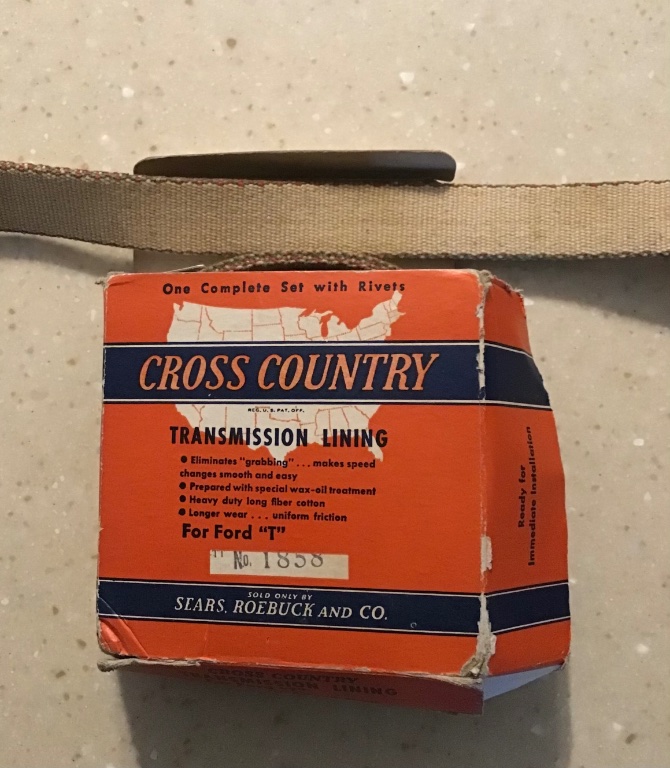 One Complete Set with Rivets
CROSS COUNTRY
REG. U.S. PAT. OFF.
TRANSMISSION LINING
• Eliminates "grabbing" . . . makes speed
changes smooth and easy
• Prepared with special wax-oil treatment
• Heavy duty long fiber cotton
• Longer wear . . . uniform friction
For Ford "T"
No. 1858
SOLD ONLY BY
SEARS, ROEBUCK AND CO.
Ready for
Immediate Installation
CROSS COUNTRY
TRANSMISSION LINING